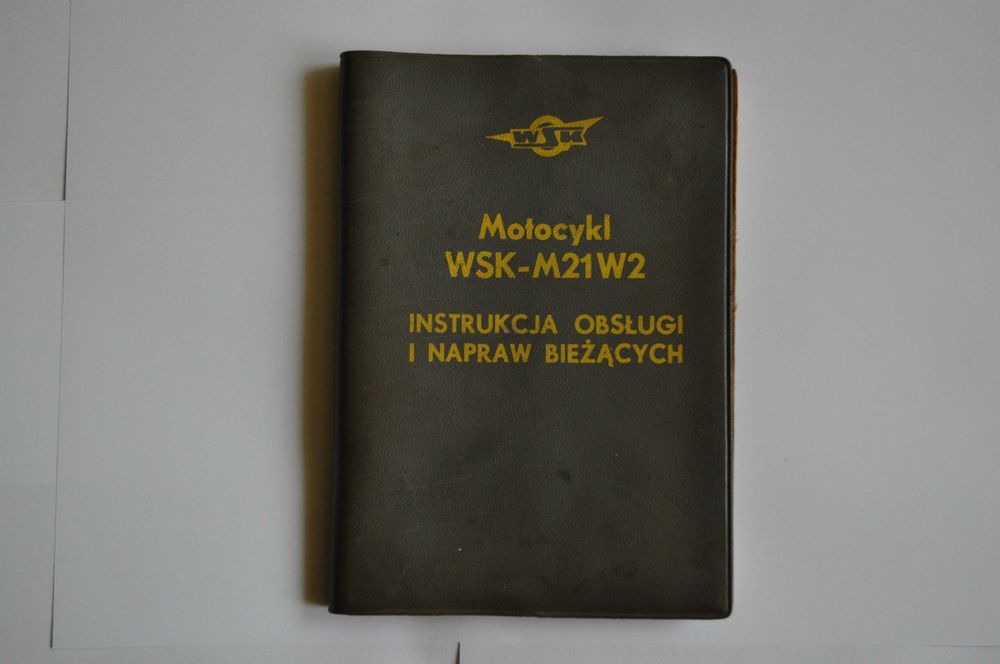 WSK
Motocykl
WSK-M21W2
INSTRUKCJA OBSŁUGI
I NAPRAW BIEŻĄCYCH